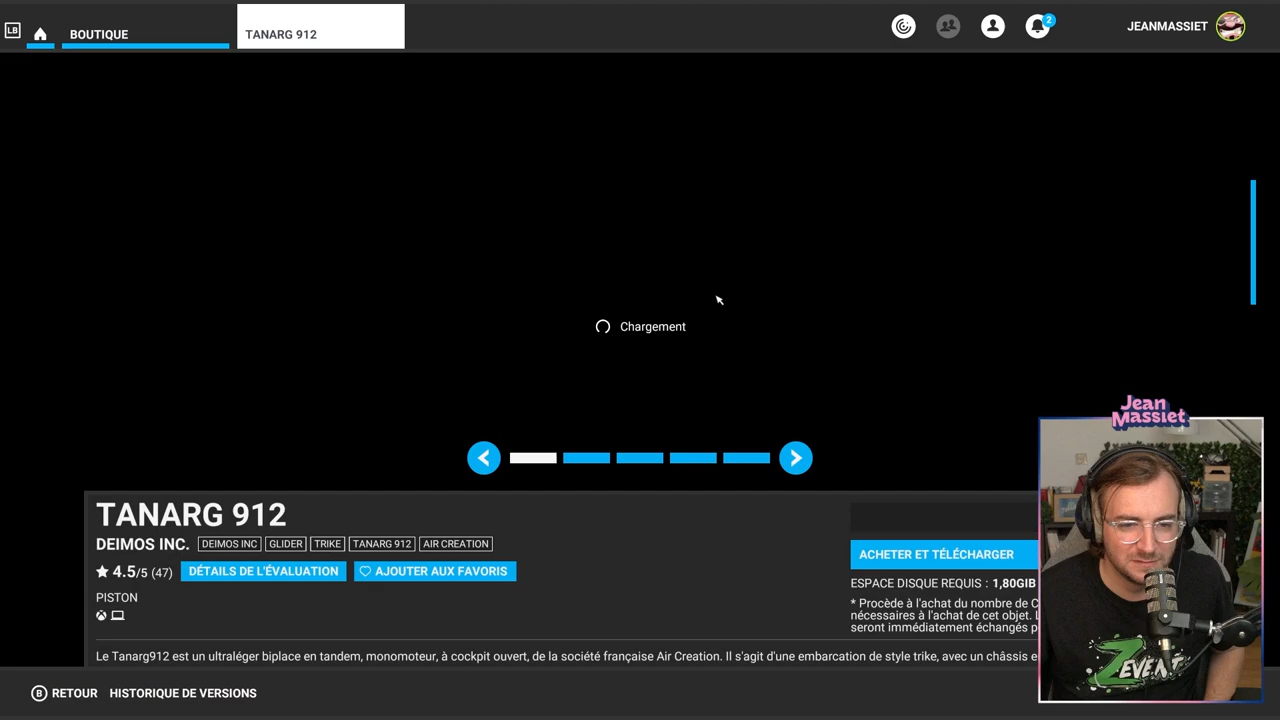 LB
BOUTIQUE
TANARG 912
2
JEANMASSIET
Chargement
Jean
Massiet
TANARG 912
DEIMOS INC.
DEIMOS INC
GLIDER
TRIKE
TANARG 912
AIR CREATION
4.5/5 (47)
DÉTAILS DE L'ÉVALUATION
AJOUTER AUX FAVORIS
PISTON
ACHETER ET TÉLÉCHARGER
ESPACE DISQUE REQUIS : 1,80GIB
* Procède à l'achat du nombre de C
nécessaires à l'achat de cet objet. L
seront immédiatement échangés p
Le Tanarg912 est un ultraléger biplace en tandem, monomoteur, à cockpit ouvert, de la société française Air Creation. Il s'agit d'une embarcation de style trike, avec un châssis e
ZEVENT
B RETOUR
HISTORIQUE DE VERSIONS